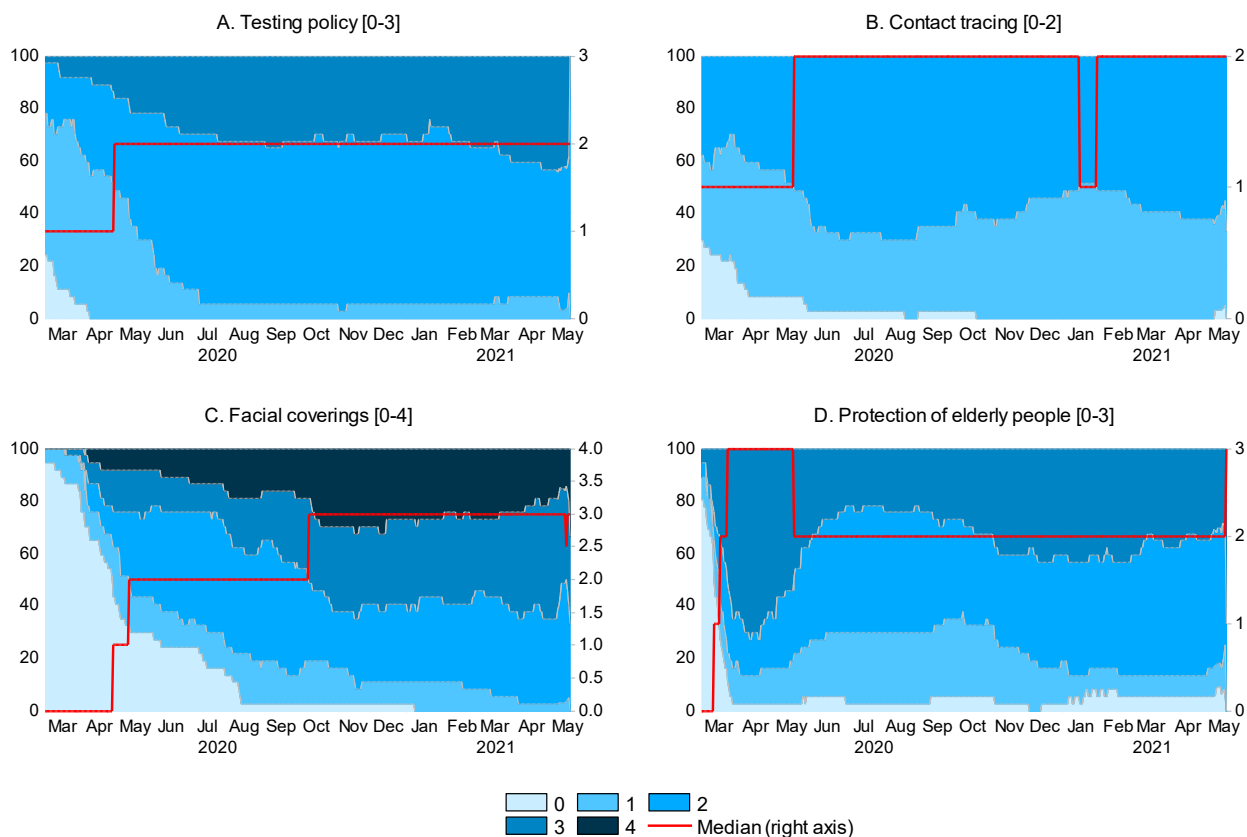 A. Testing policy [0-3]
B. Contact tracing [0-2]
100 3 100 2
80 80
2
60 60
1
40 40
1
20 20
0 0 0 0
Mar Apr May Jun Jul Aug Sep Oct Nov Dec Jan Feb Mar Apr May
Mar Apr May Jun Jul Aug Sep Oct Nov Dec Jan Feb Mar Apr May
2020 2021
2020 2021
C. Facial coverings [0-4]
D. Protection of elderly people [0-3]
100 4.0 100 3
3.5
80 80
3.0
2
60 2.5 60
2.0
40 1.5 40
1
1.0
20 20
0.5
0 0.0 0 0
Mar Apr May Jun Jul Aug Sep Oct Nov Dec Jan Feb Mar Apr May
Mar Apr May Jun Jul Aug Sep Oct Nov Dec Jan Feb Mar Apr May
2020 2021
2020 2021
0 1 2
3 4 Median (right axis)